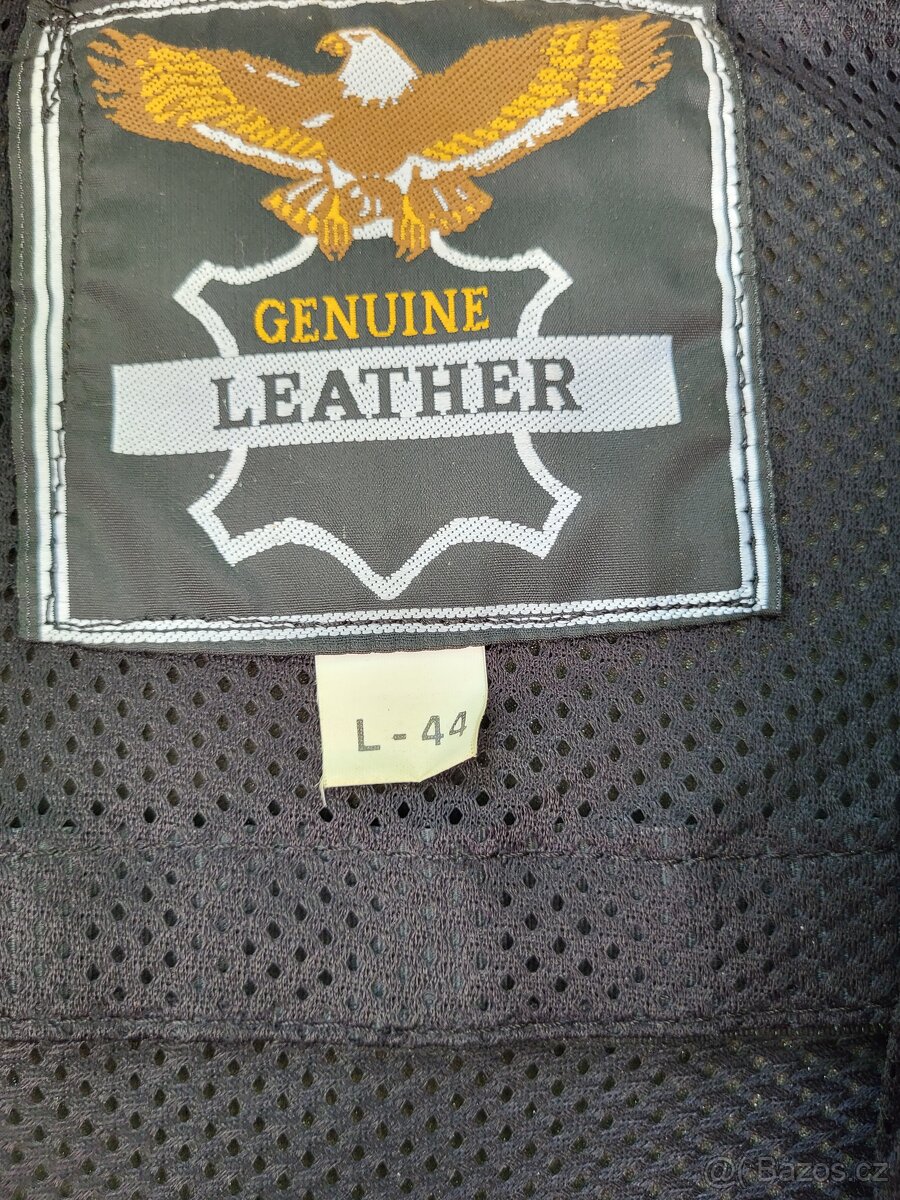 GENUINE
LEATHER
L-44
@ Bazos.cz